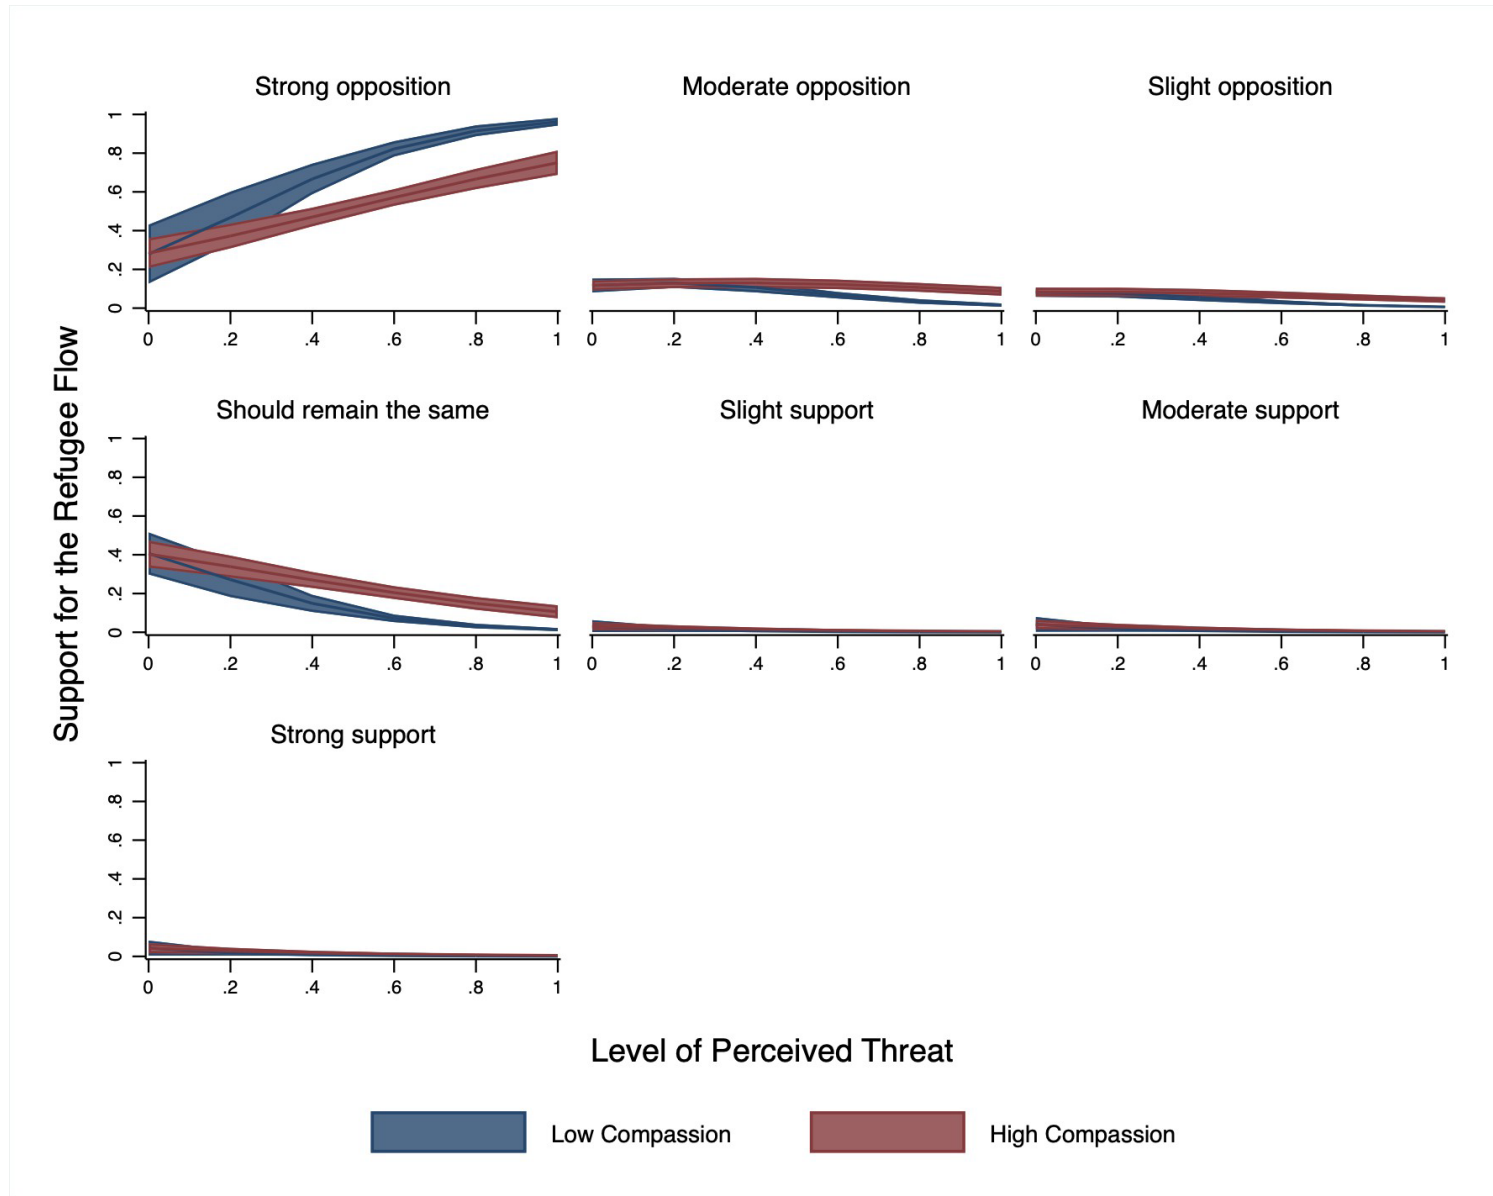 Strong opposition
Moderate opposition
Slight opposition
1
.8
.6
.4
.2
0
0 .2 .4 .6 .8 1
0 .2 .4 .6 .8 1
0 .2 .4 .6 .8 1
Support for the Refugee Flow
Should remain the same
Slight support
Moderate support
1
.8
.6
.4
.2
0
0 .2 .4 .6 .8 1
0 .2 .4 .6 .8 1
0 .2 .4 .6 .8 1
Strong support
1
.8
.6
.4
.2
0
0 .2 .4 .6 .8 1
Level of Perceived Threat
Low Compassion
High Compassion